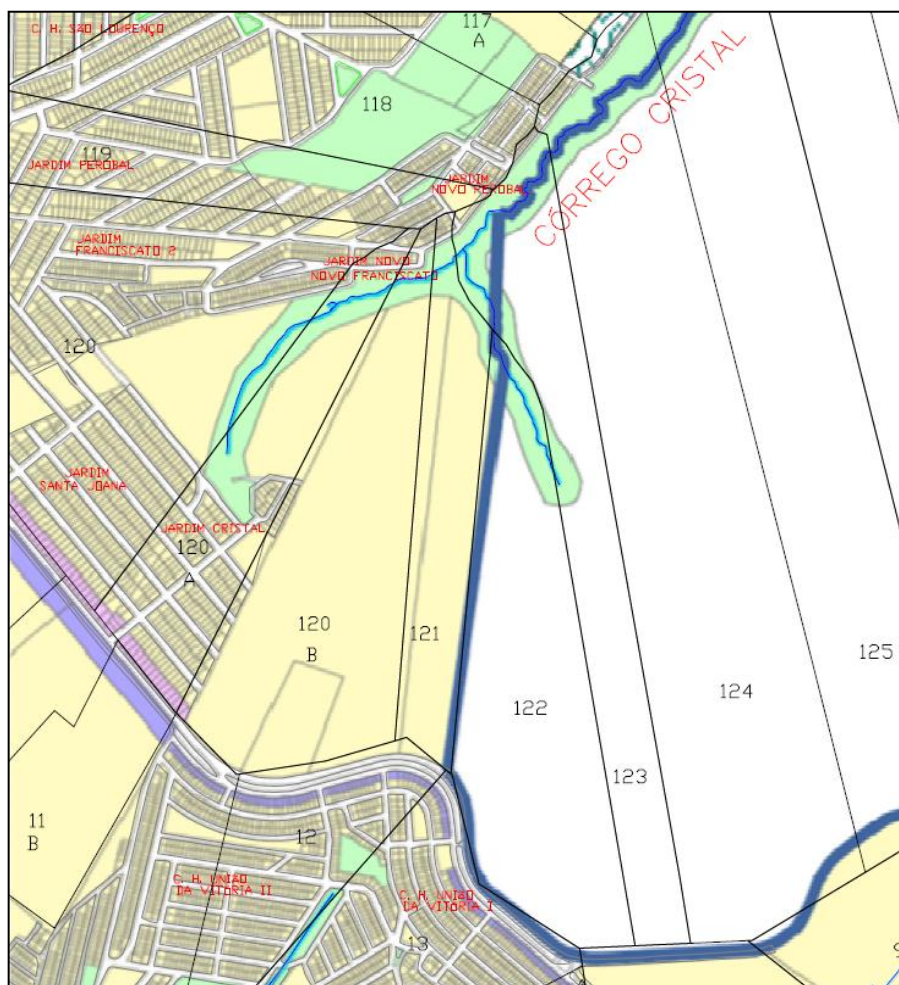 C. H. SÃO LOURENÇO
117
A
118
CÓRREGO CRISTAL
119
JARDIM PEROBAL
JARDIM
NOVO PEROBAL
JARDIM
FRANCISCATO 2
JARDIM NOVO
NOVO FRANCISCATO
120
JARDIM
SANTA JOANA
JARDIM CRISTAL
120
A
120
B
121
122
123
124
125
11
B
12
C. H. UNIÃO
DA VITÓRIA II
C. H. UNIÃO
DA VITÓRIA I
13
9